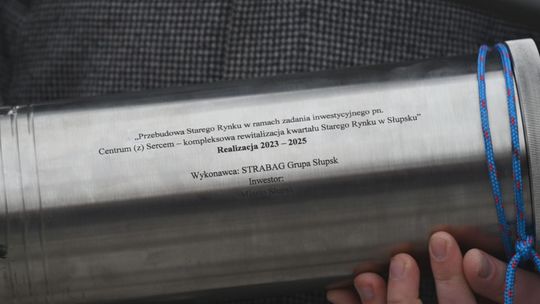 „Przebudowa Starego Rynku w ramach zadania inwestycyjnego pn.
Centrum (z) Sercem – kompleksowa rewitalizacja kwartału Starego Rynku w Słupsku”
Realizacja 2023 – 2025
Wykonawca: STRABAG Grupa Słupsk
Inwestor: